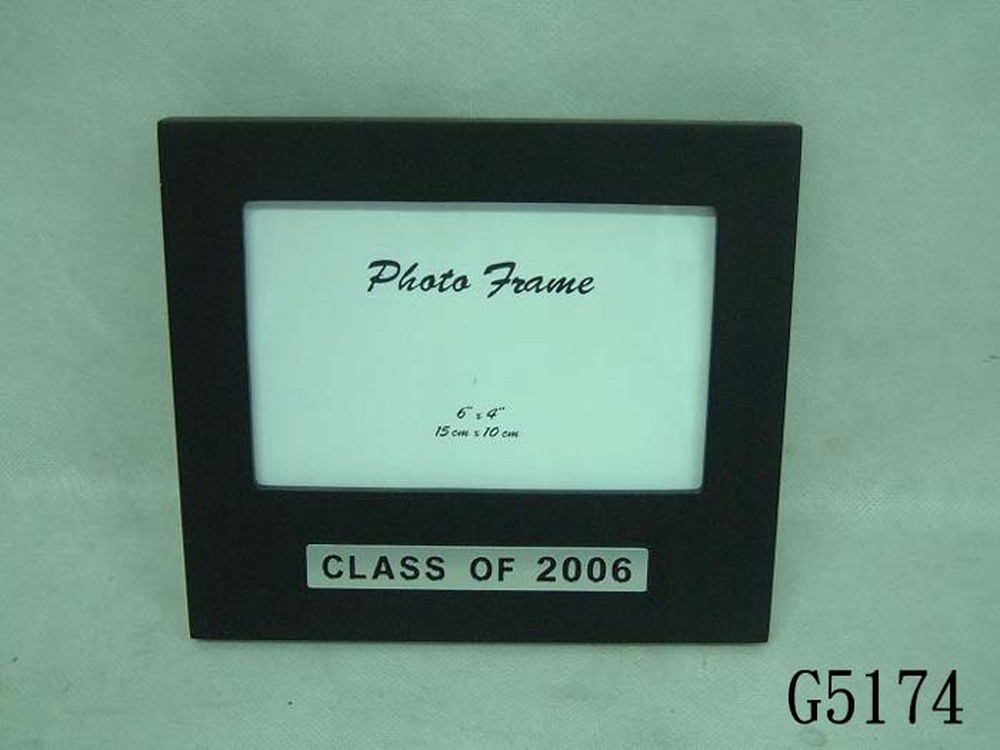 Photo Frame
6" x 4"
15 cm x 10 cm
CLASS OF 2006
G5174